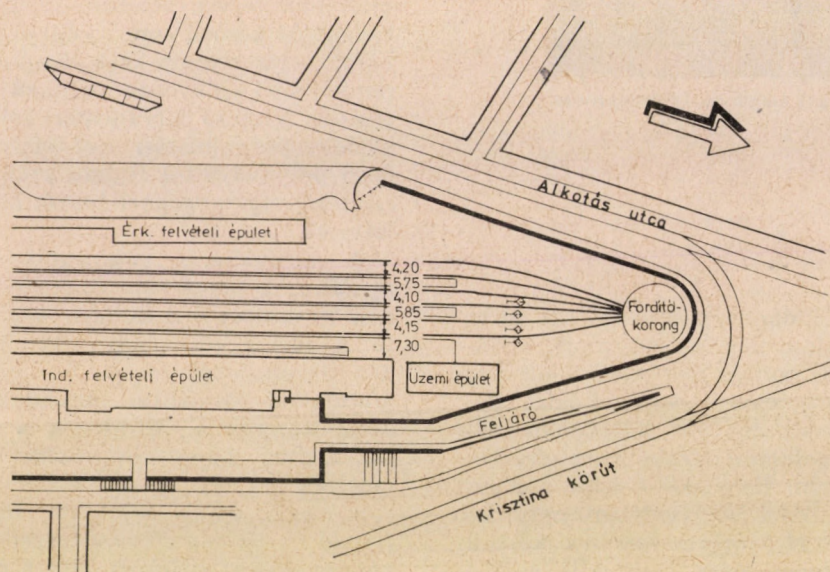 Alkotás utca
Érk. felvételi épület
4,20
5,75
4,10
5,85
4,15
7,30
Fordító-
korong
Ind. felvételi épület
Üzemi épület
Feljáró
Krisztina körút